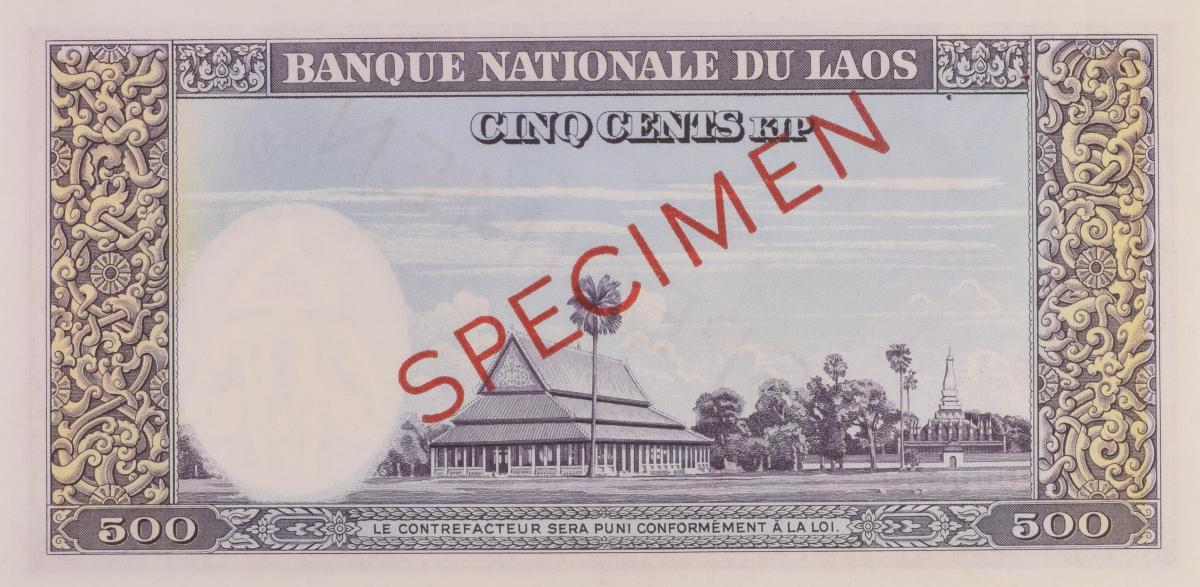 BANQUE NATIONALE DU LAOS
CINQ CENTS KIP
SPECIMEN
500
LE CONTREFACTEUR SERA PUNI CONFORMÉMENT À LA LOI.
500